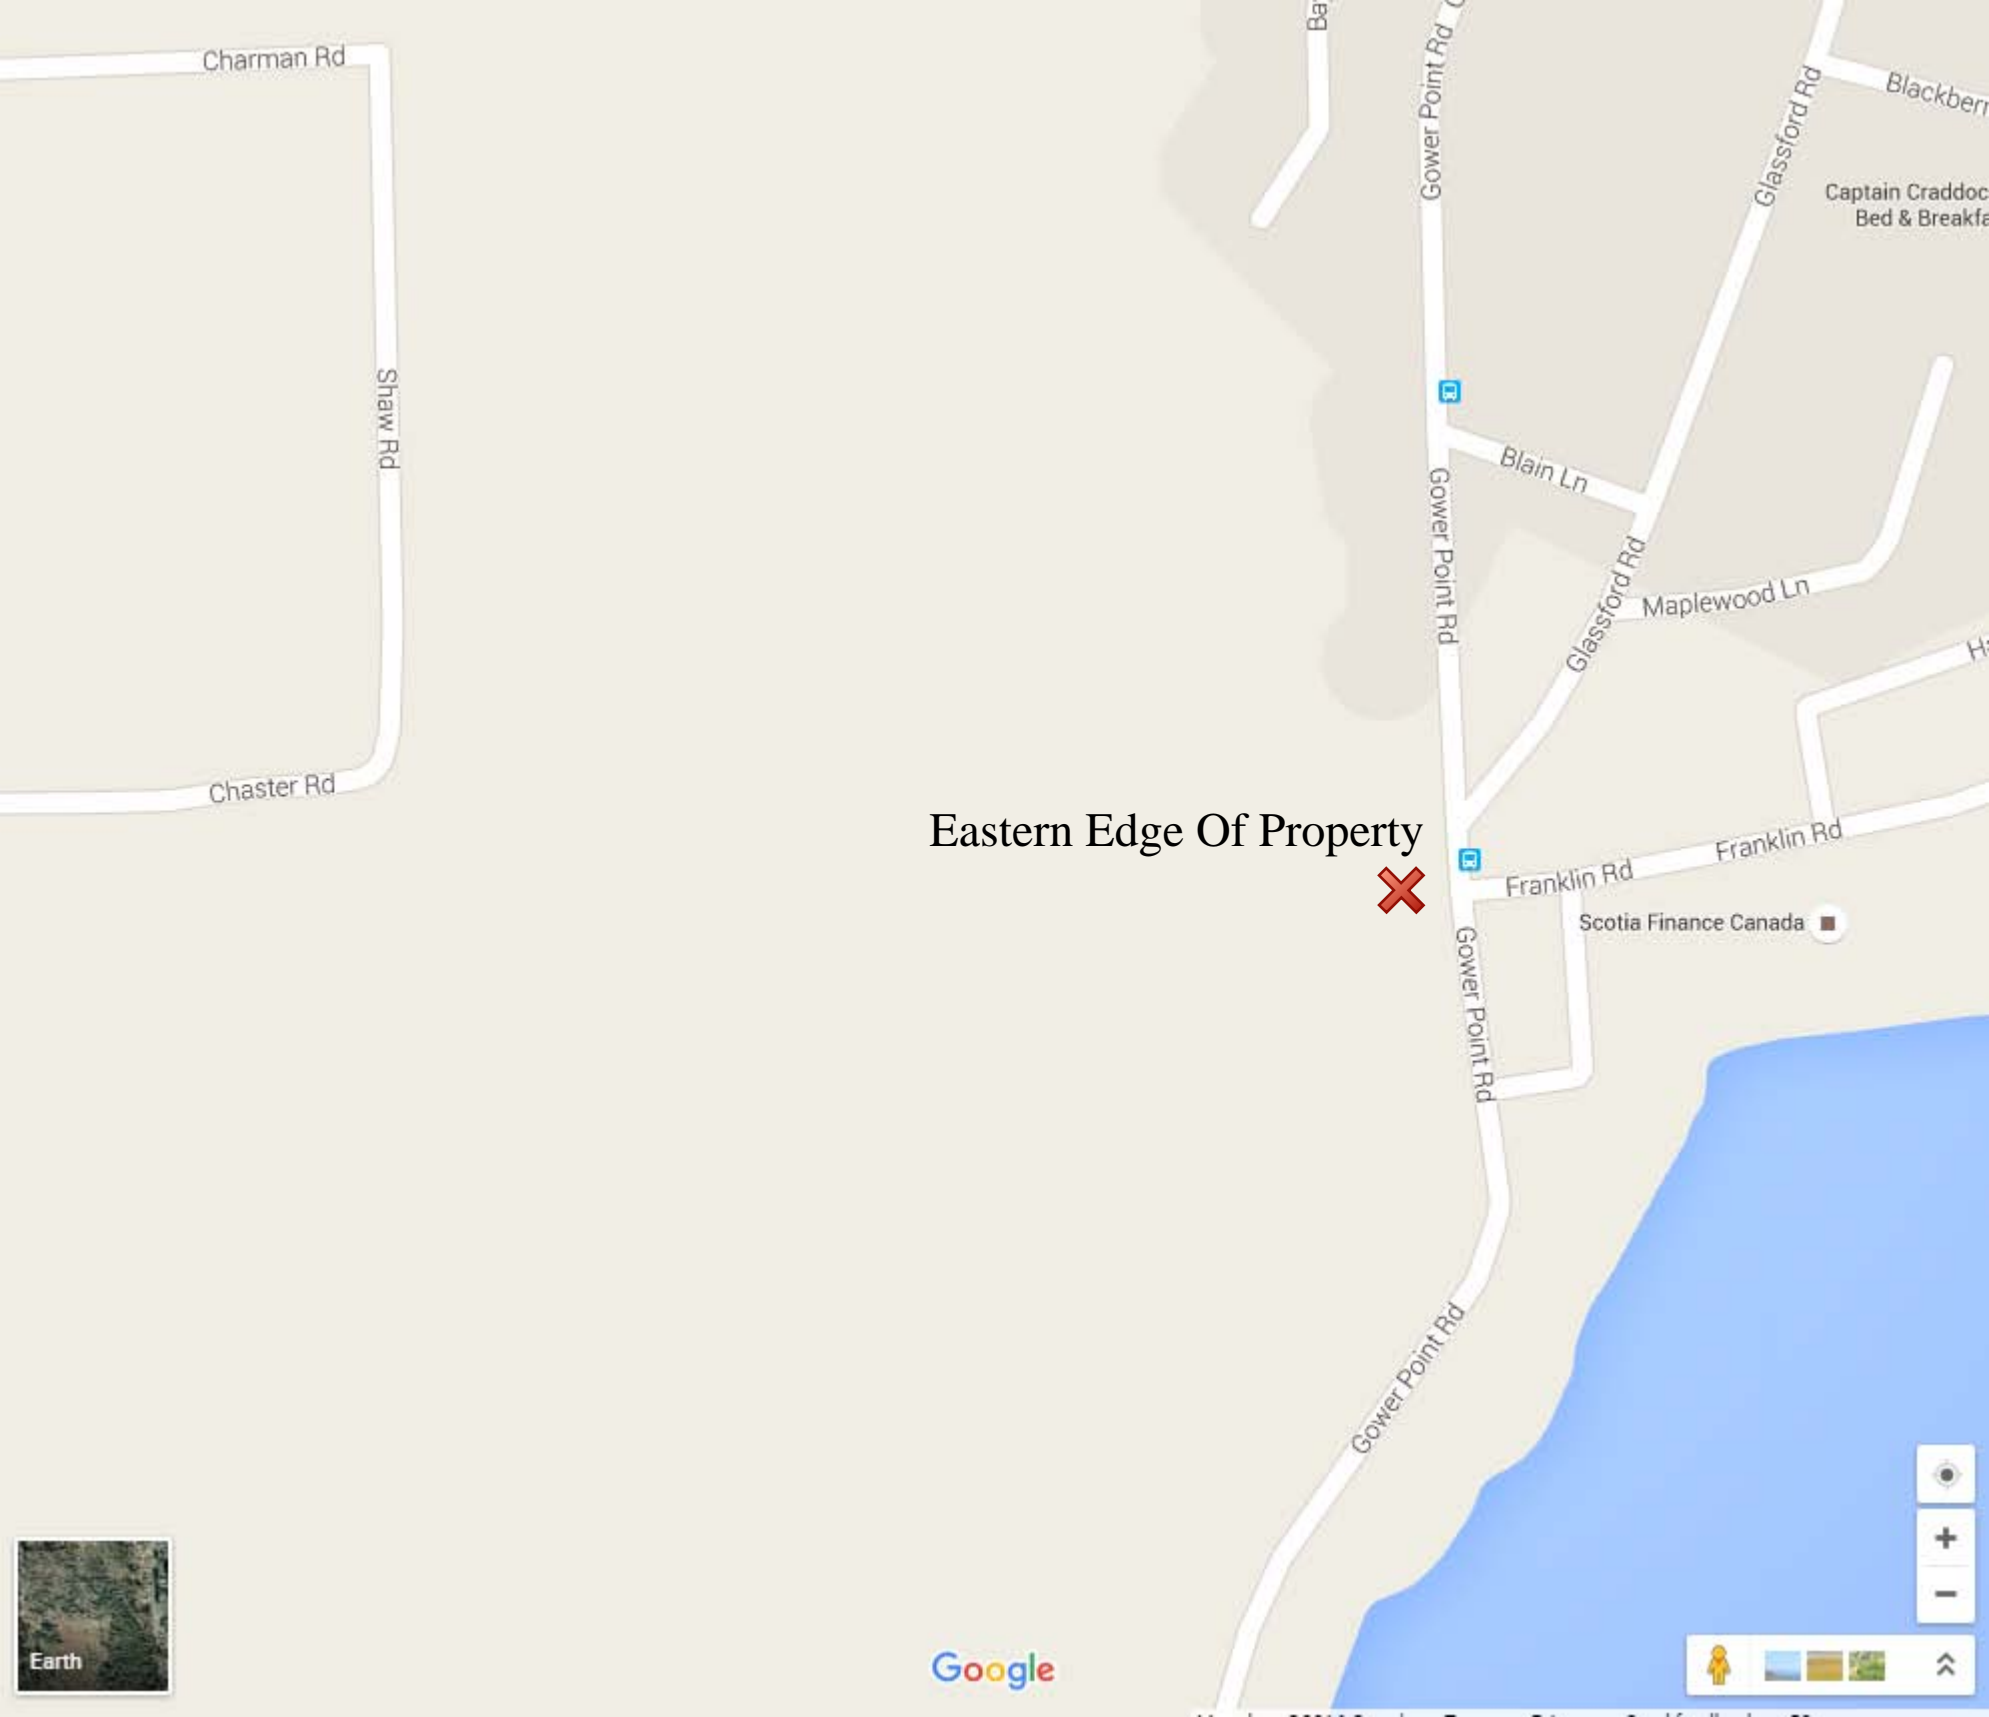 Charman Rd
Gower Point Rd
Glassford Rd
Captain Craddoc
Bed & Breakfa
Shaw Rd
Blain Ln
Gower Point Rd
Glassford Rd
Maplewood Ln
Chaster Rd
Eastern Edge Of Property
Franklin Rd
Franklin Rd
Scotia Finance Canada
Gower Point Rd
Gower Point Rd
Earth
Google